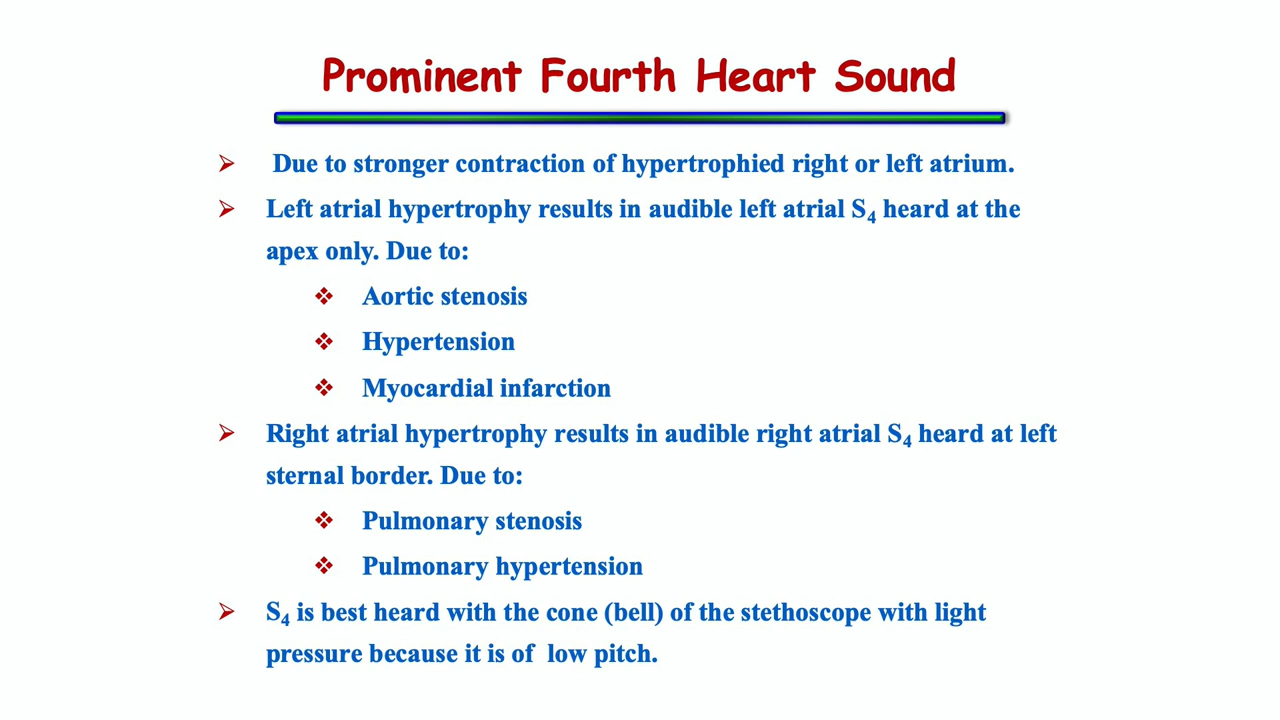 Prominent Fourth Heart Sound
➢ Due to stronger contraction of hypertrophied right or left atrium.
➢ Left atrial hypertrophy results in audible left atrial S₄ heard at the
apex only. Due to:
❖ Aortic stenosis
❖ Hypertension
❖ Myocardial infarction
➢ Right atrial hypertrophy results in audible right atrial S₄ heard at left
sternal border. Due to:
❖ Pulmonary stenosis
❖ Pulmonary hypertension
➢ S₄ is best heard with the cone (bell) of the stethoscope with light
pressure because it is of low pitch.